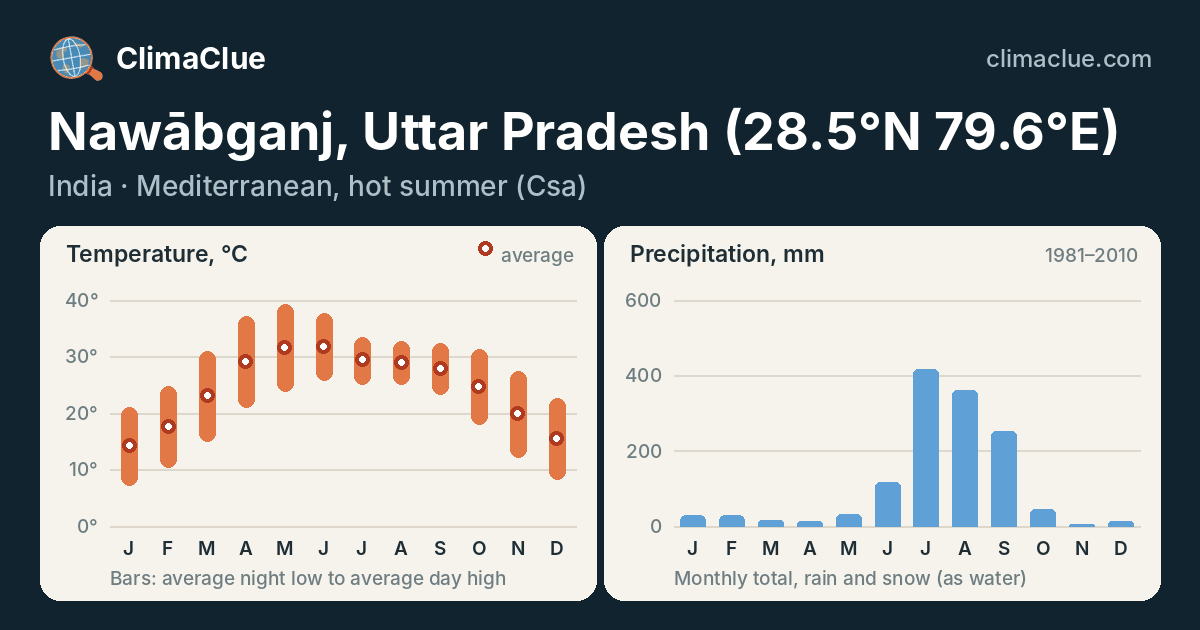 ClimaClue
climaclue.com
Nawābganj, Uttar Pradesh (28.5°N 79.6°E)
India · Mediterranean, hot summer (Csa)
Temperature, °C
average
40°
30°
20°
10°
0°
J F M A M J J A S O N D
Bars: average night low to average day high
Precipitation, mm
1981–2010
600
400
200
0
J F M A M J J A S O N D
Monthly total, rain and snow (as water)